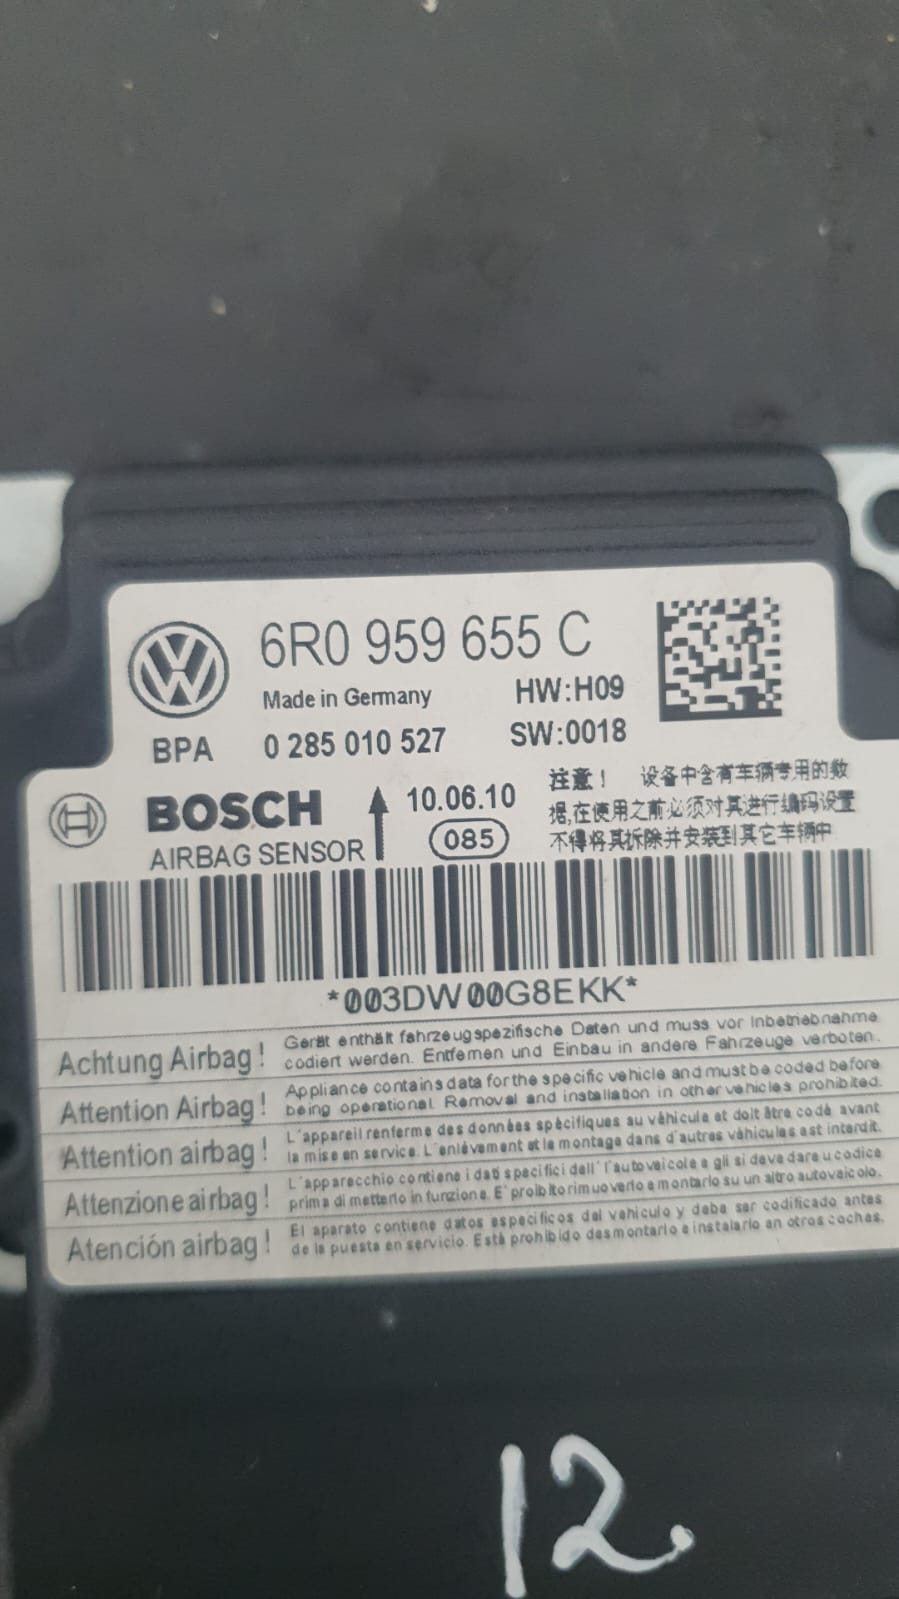 6R0 959 655 C
Made in Germany HW:H09
BPA 0 285 010 527 SW:0018
BOSCH 10.06.10
AIRBAG SENSOR 085
注意！ 设备中含有车辆专用的数
据,在使用之前必须对其进行编码设置
不得将其拆除并安装到其它车辆中
*003DW00G8EKK*
Achtung Airbag! Gerät enthält fahrzeugspezifische Daten und muss vor Inbetriebnahme
codiert werden. Entfernen und Einbau in andere Fahrzeuge verboten.
Attention Airbag! Appliance contains data for the specific vehicle and must be coded before
being operational. Removal and installation in other vehicles prohibited.
Attention airbag! L'appareil renferme des données spécifiques au véhicule et doit être codé avant
la mise en service. L'enlèvement et le montage dans d'autres véhicules est interdit.
Attenzione airbag! L'apparecchio contiene i dati specifici dell' l'autoveicolo e gli si deve dare u codice
prima di metterlo in funzione. E' proibito rimuoverlo e montarlo su un altro autoveicolo.
Atención airbag! El aparato contiene datos especificos del vehiculo y debe ser codificado antes
de la puesta en servicio. Está prohibido desmontarlo e instalarlo en otros coches.
12.